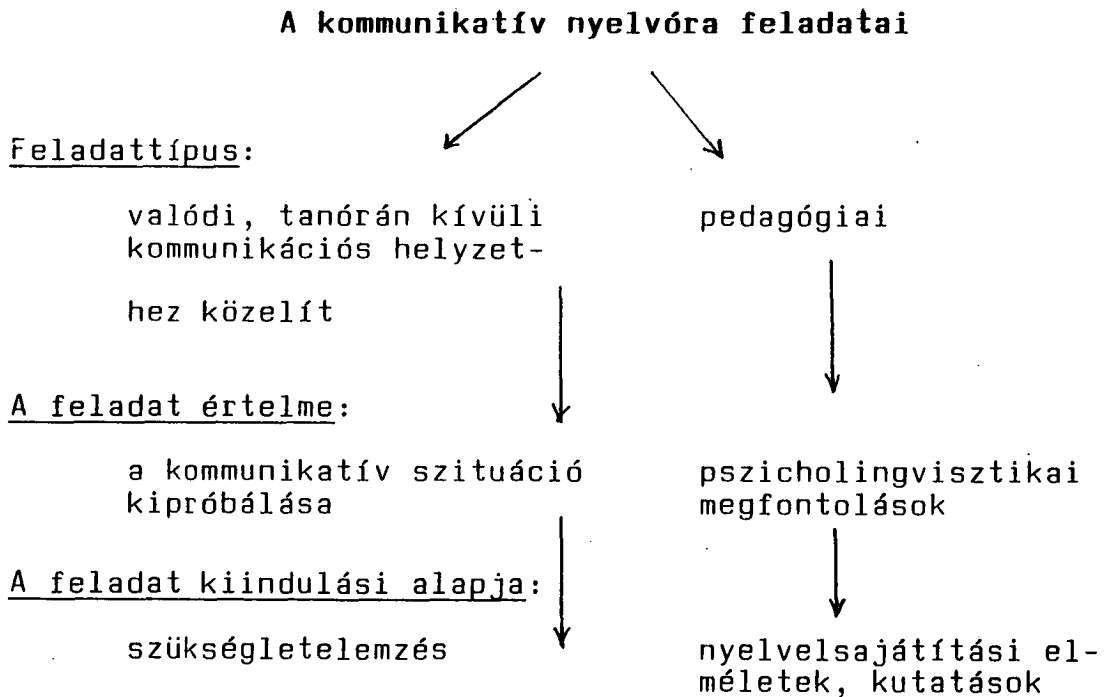 A kommunikatív nyelvóra feladatai
Feladattípus:
valódi, tanórán kívüli
kommunikációs helyzet-
hez közelít
pedagógiai
A feladat értelme:
a kommunikatív szituáció
kipróbálása
pszicholingvisztikai
megfontolások
A feladat kiindulási alapja:
szükségletelemzés
nyelvelsajátítási el-
méletek, kutatások